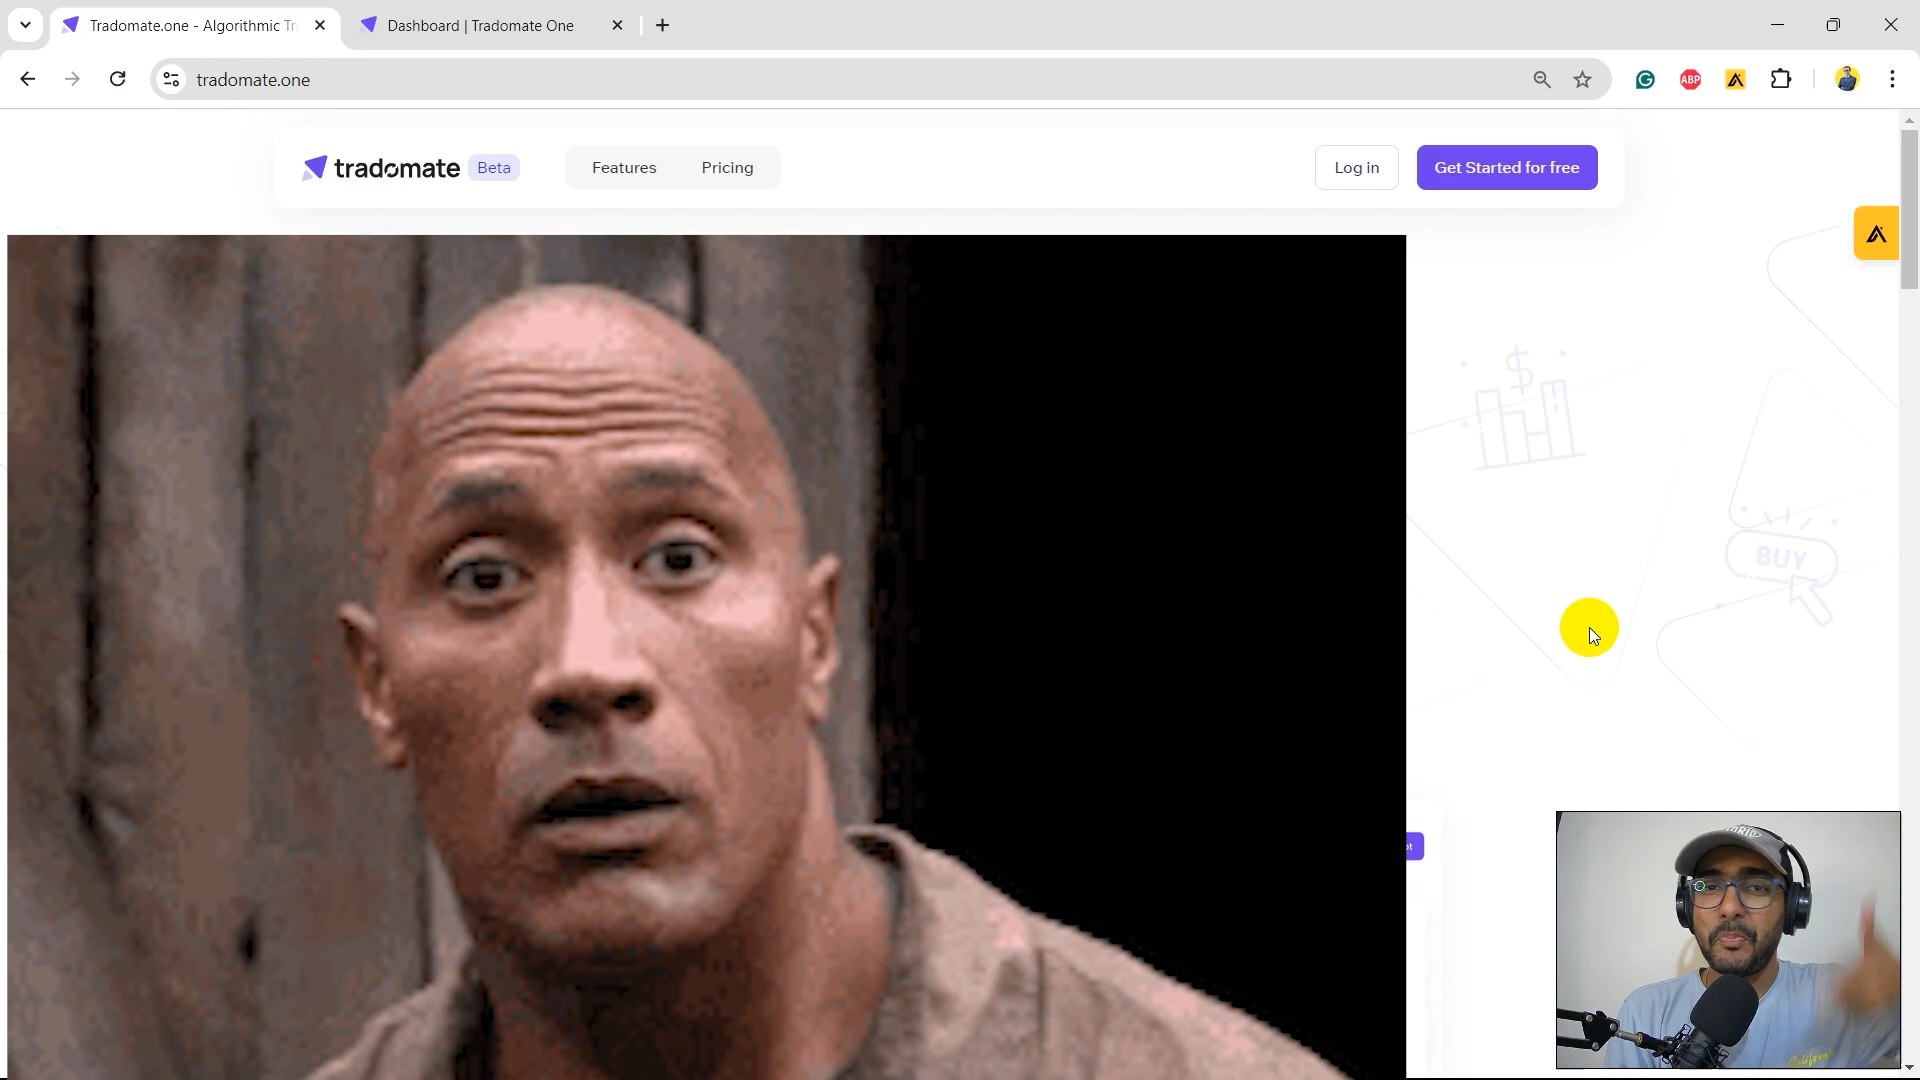 Tradomate.one - Algorithmic Tr
Dashboard | Tradomate One
tradomate.one
ABP
tradomate Beta
Features
Pricing
Log in
Get Started for free
$
BUY